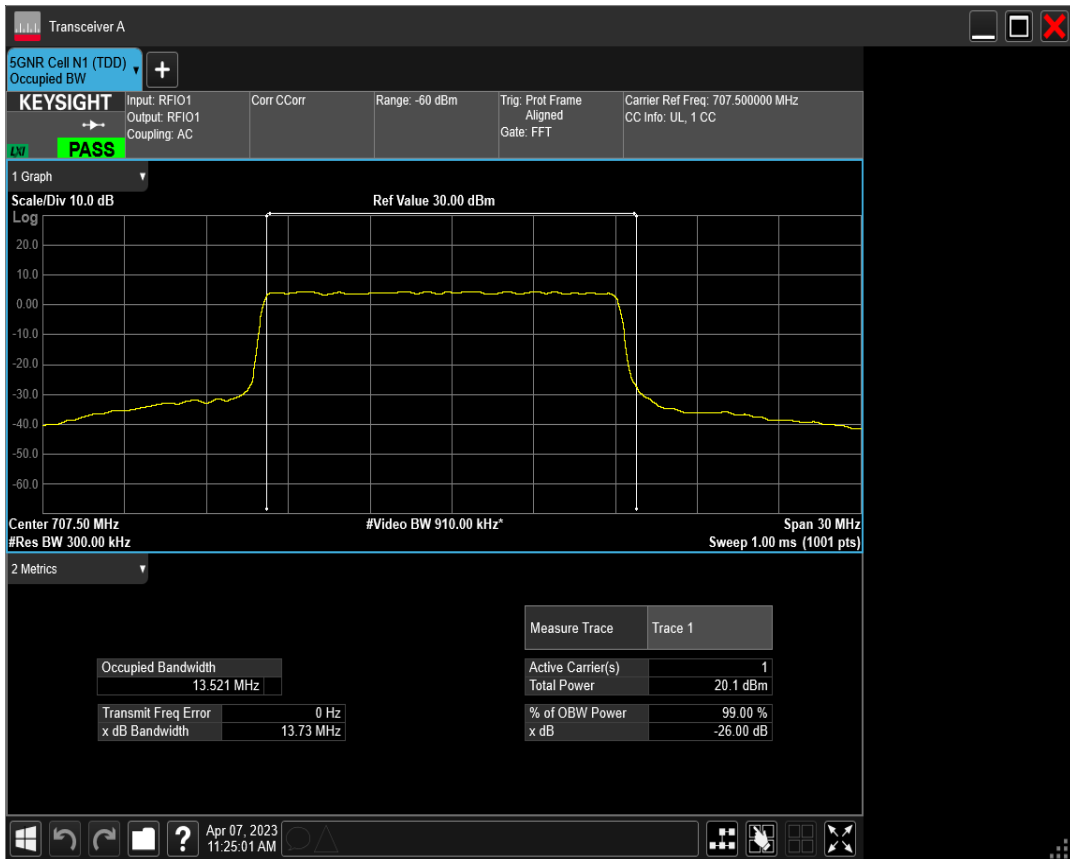 Transceiver A
5GNR Cell N1 (TDD)
Occupied BW
KEYSIGHT
LXI
PASS
Input: RFIO1
Output: RFIO1
Coupling: AC
Corr CCorr
Range: -60 dBm
Trig: Prot Frame
Aligned
Gate: FFT
Carrier Ref Freq: 707.500000 MHz
CC Info: UL, 1 CC
1 Graph
Scale/Div 10.0 dB
Ref Value 30.00 dBm
Log
20.0
10.0
0.00
-10.0
-20.0
-30.0
-40.0
-50.0
-60.0
Center 707.50 MHz
#Video BW 910.00 kHz*
Span 30 MHz
#Res BW 300.00 kHz
Sweep 1.00 ms (1001 pts)
2 Metrics
Measure Trace Trace 1
Occupied Bandwidth
13.521 MHz
Active Carrier(s) 1
Total Power 20.1 dBm
Transmit Freq Error 0 Hz
x dB Bandwidth 13.73 MHz
% of OBW Power 99.00 %
x dB -26.00 dB
?
Apr 07, 2023
11:25:01 AM